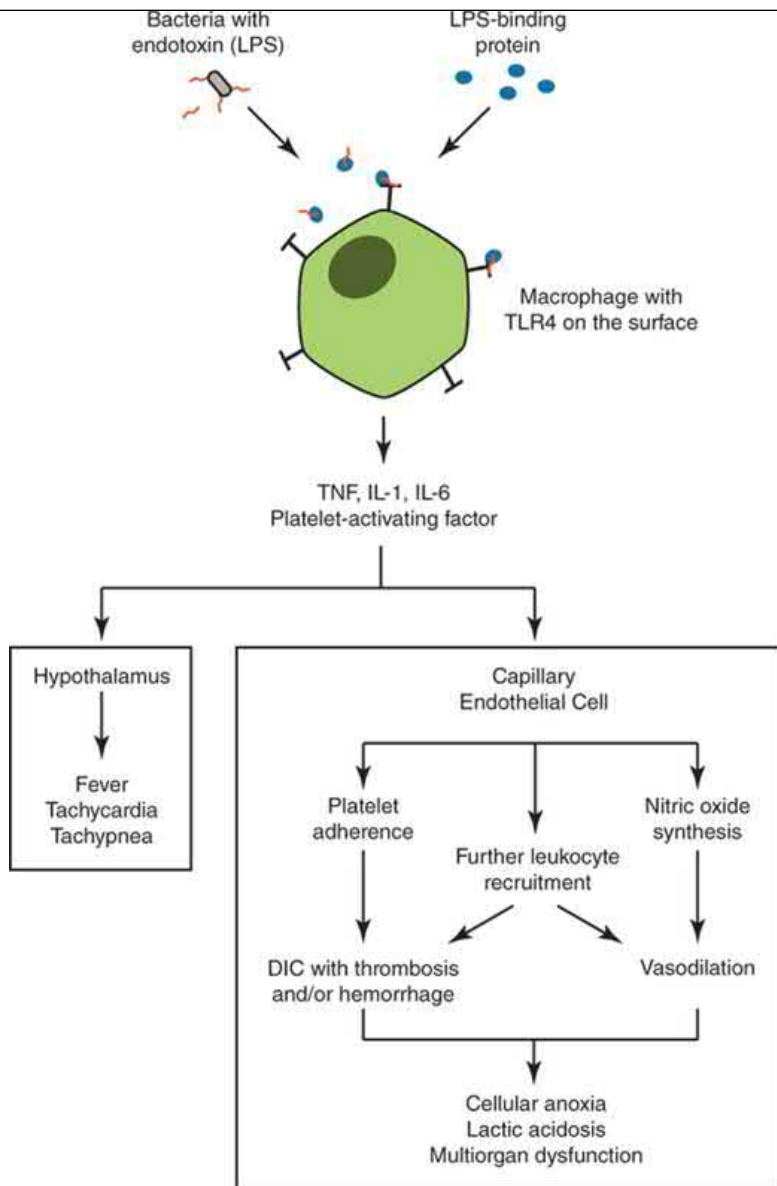 Bacteria with
endotoxin (LPS)
LPS-binding
protein
Macrophage with
TLR4 on the surface
TNF, IL-1, IL-6
Platelet-activating factor
Hypothalamus
Fever
Tachycardia
Tachypnea
Capillary
Endothelial Cell
Platelet
adherence
Further leukocyte
recruitment
Nitric oxide
synthesis
DIC with thrombosis
and/or hemorrhage
Vasodilation
Cellular anoxia
Lactic acidosis
Multiorgan dysfunction